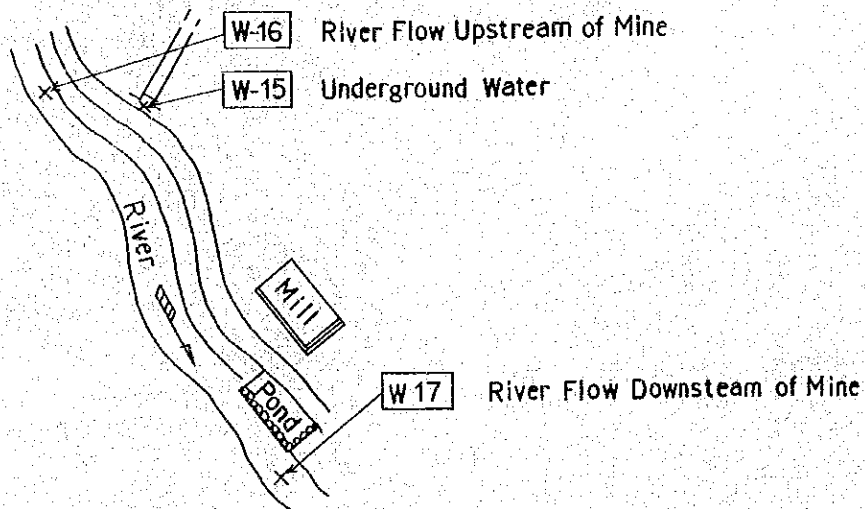 W-16 River Flow Upstream of Mine
W-15 Underground Water
River
Mill
Pond
W 17 River Flow Downsteam of Mine